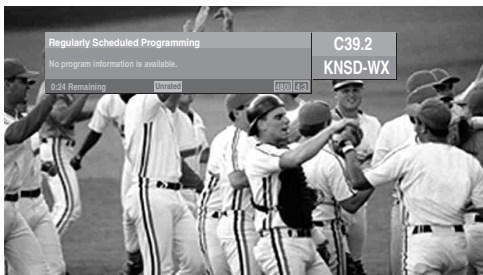 Regularly Scheduled Programming
C39.2
No program information is available.
KNSD-WX
0:24 Remaining Unrated 480i 4:3